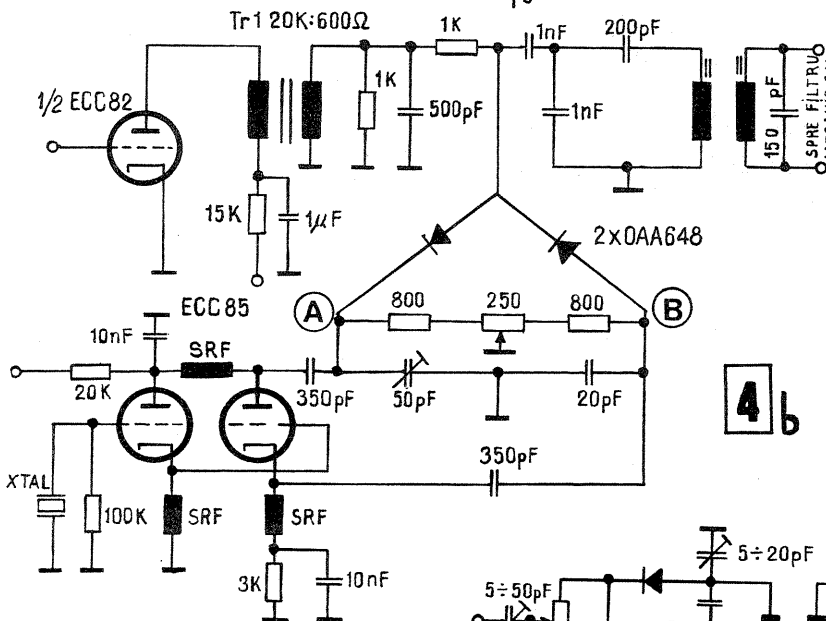 Tr1 20K:600Ω
1K
1nF
200pF
1/2 ECC82
1K
500pF
1nF
150 pF
SPRE FILTRU
15K
1µF
2xOAA648
A
800
250
800
B
ECC85
10nF
SRF
20K
350pF
50pF
20pF
4b
350pF
XTAL
100K
SRF
SRF
3K
10nF
5÷50pF
5÷20pF